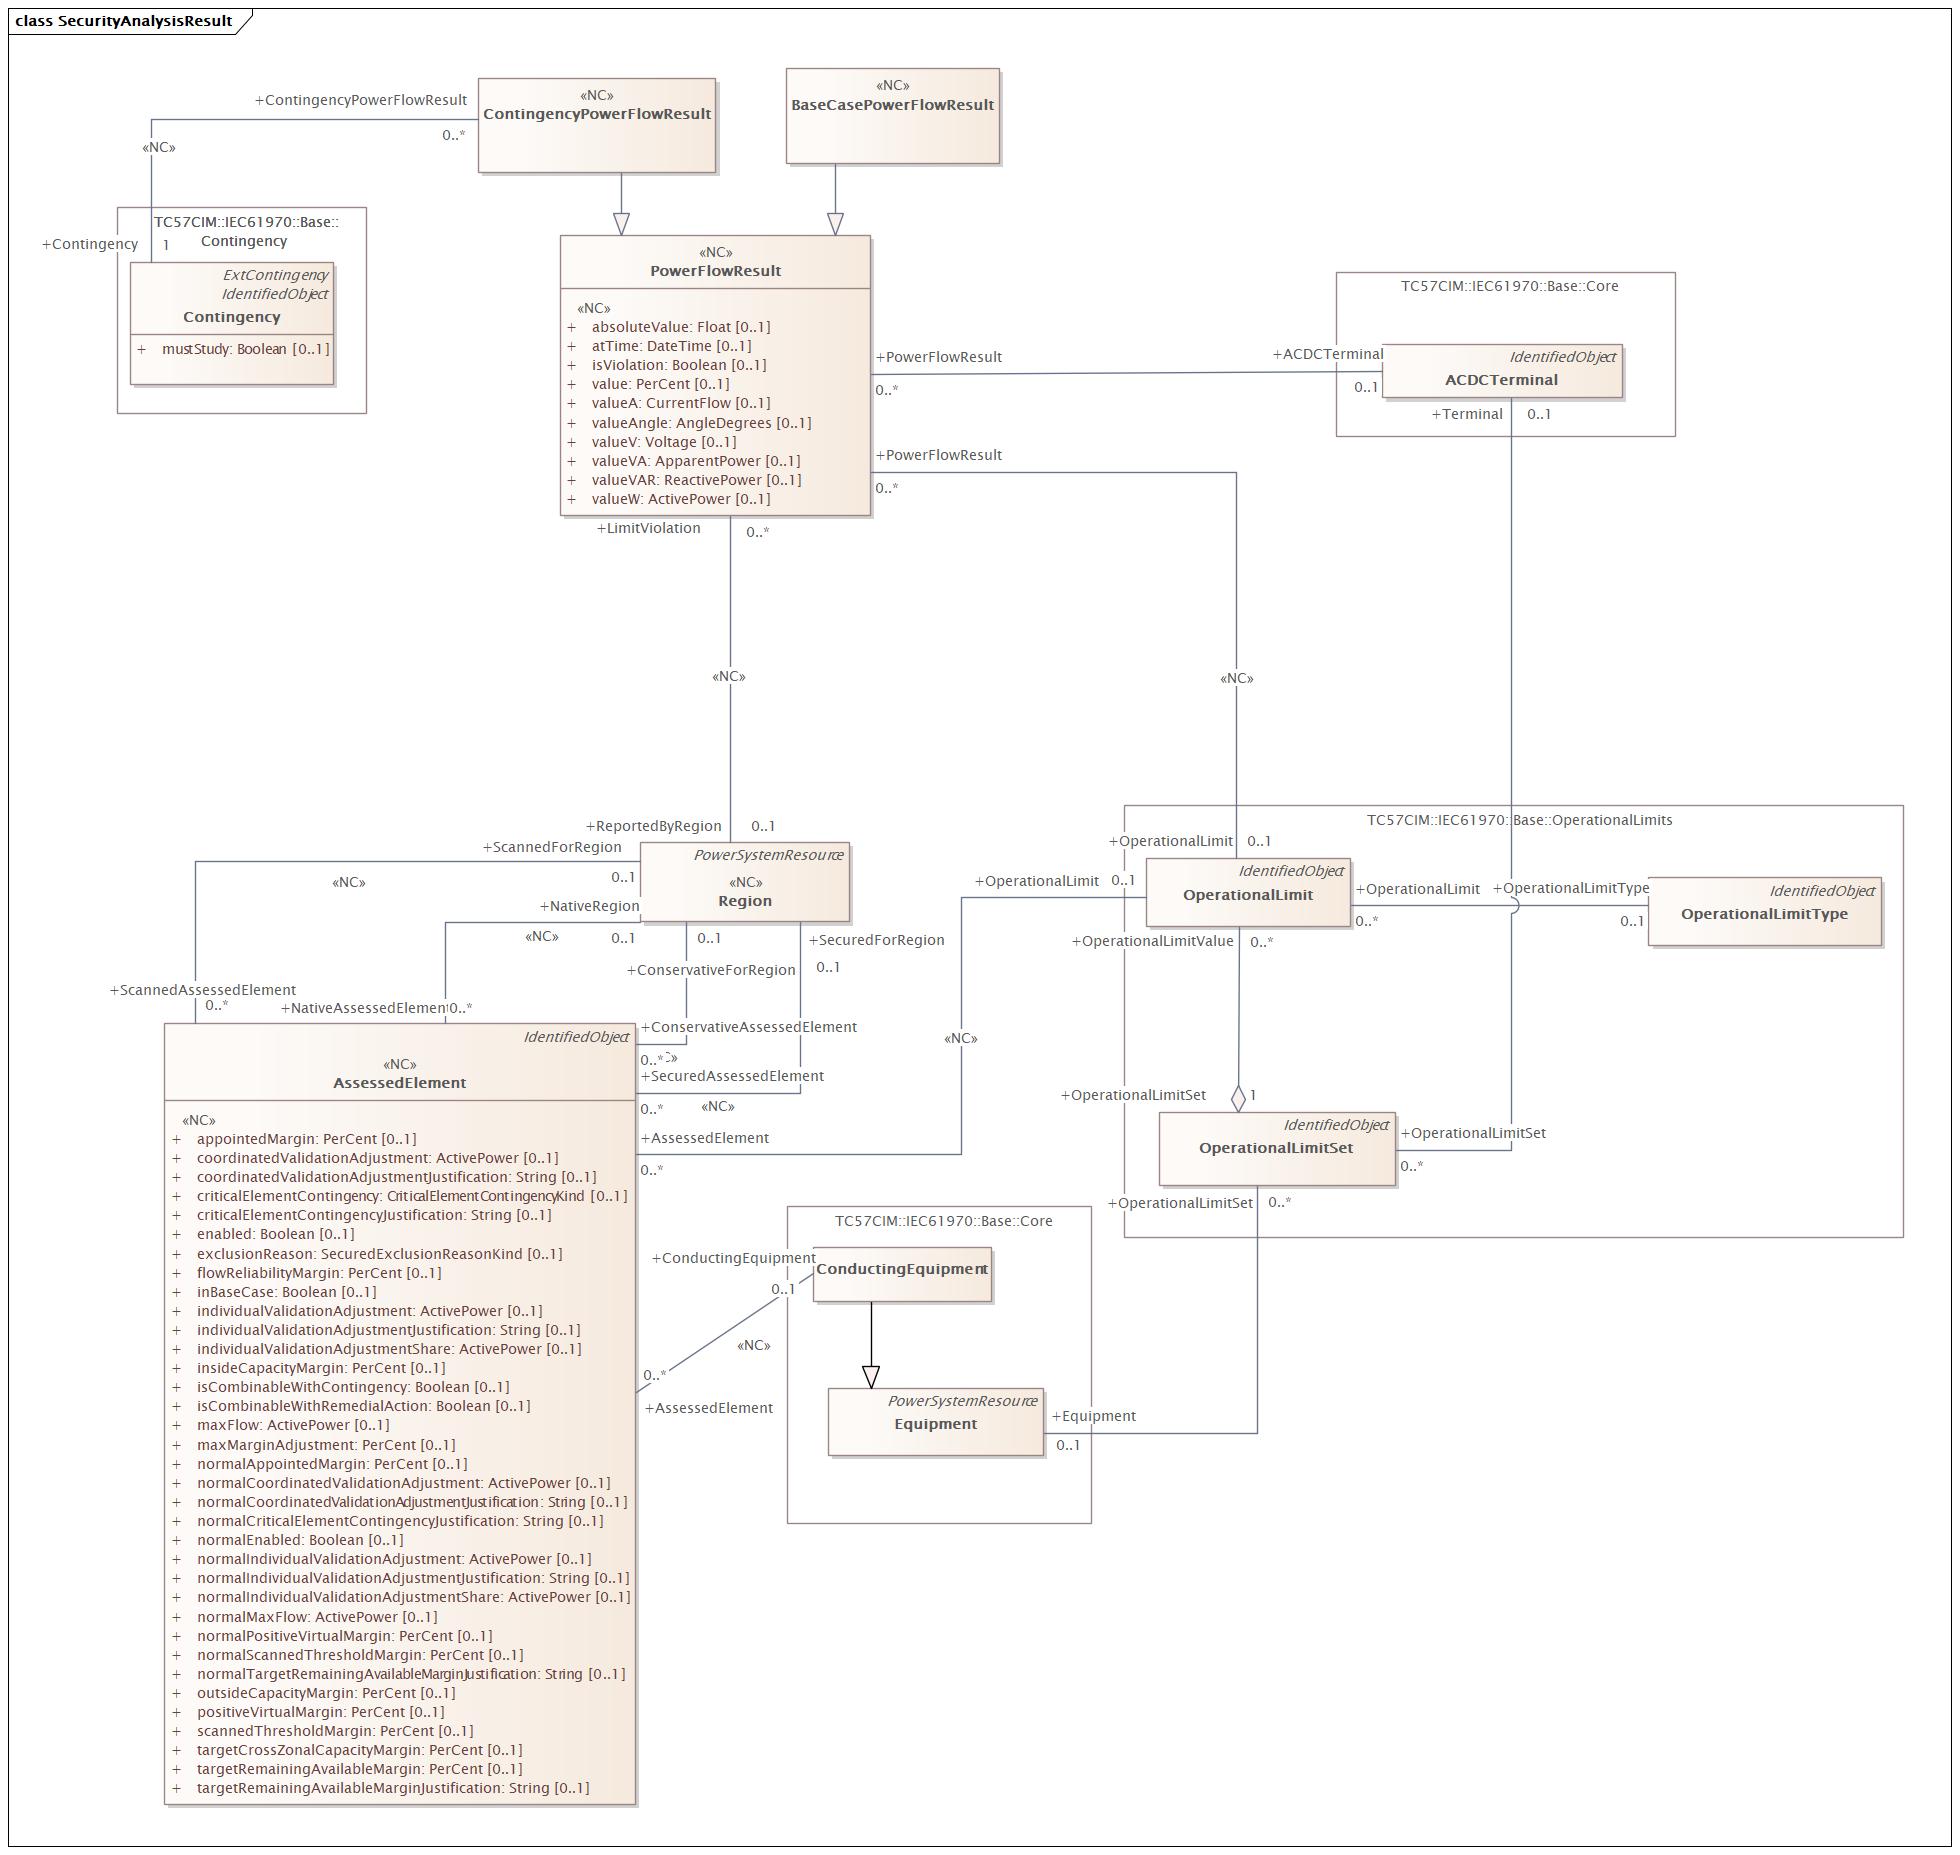 class SecurityAnalysisResult
«NC»
ContingencyPowerFlowResult
«NC»
BaseCasePowerFlowResult
+ContingencyPowerFlowResult
0..*
«NC»
TC57CIM::IEC61970::Base::
Contingency
+Contingency
1
ExtContingency
IdentifiedObject
Contingency
+ mustStudy: Boolean [0..1]
«NC»
PowerFlowResult
«NC»
+ absoluteValue: Float [0..1]
+ atTime: DateTime [0..1]
+ isViolation: Boolean [0..1]
+ value: PerCent [0..1]
+ valueA: CurrentFlow [0..1]
+ valueAngle: AngleDegrees [0..1]
+ valueV: Voltage [0..1]
+ valueVA: ApparentPower [0..1]
+ valueVAR: ReactivePower [0..1]
+ valueW: ActivePower [0..1]
+PowerFlowResult
0..*
+PowerFlowResult
0..*
TC57CIM::IEC61970::Base::Core
+ACDCTerminal
0..1
IdentifiedObject
ACDCTerminal
+Terminal
0..1
+LimitViolation
0..*
«NC»
«NC»
+ReportedByRegion
0..1
+ScannedForRegion
0..1
«NC»
PowerSystemResource
«NC»
Region
+NativeRegion
0..1
«NC»
0..1
+ConservativeForRegion
+SecuredForRegion
0..1
TC57CIM::IEC61970::Base::OperationalLimits
+OperationalLimit
0..1
+OperationalLimit
0..1
IdentifiedObject
OperationalLimit
+OperationalLimit
0..*
+OperationalLimitType
0..1
IdentifiedObject
OperationalLimitType
+OperationalLimitValue
0..*
+ScannedAssessedElement
0..*
+NativeAssessedElement
0..*
+ConservativeAssessedElement
0..*
+SecuredAssessedElement
0..*
«NC»
«NC»
+AssessedElement
0..*
+OperationalLimitSet
1
IdentifiedObject
OperationalLimitSet
+OperationalLimitSet
0..*
+OperationalLimitSet
0..*
IdentifiedObject
«NC»
AssessedElement
«NC»
+ appointedMargin: PerCent [0..1]
+ coordinatedValidationAdjustment: ActivePower [0..1]
+ coordinatedValidationAdjustmentJustification: String [0..1]
+ criticalElementContingency: CriticalElementContingencyKind [0..1]
+ criticalElementContingencyJustification: String [0..1]
+ enabled: Boolean [0..1]
+ exclusionReason: SecuredExclusionReasonKind [0..1]
+ flowReliabilityMargin: PerCent [0..1]
+ inBaseCase: Boolean [0..1]
+ individualValidationAdjustment: ActivePower [0..1]
+ individualValidationAdjustmentJustification: String [0..1]
+ individualValidationAdjustmentShare: ActivePower [0..1]
+ insideCapacityMargin: PerCent [0..1]
+ isCombinableWithContingency: Boolean [0..1]
+ isCombinableWithRemedialAction: Boolean [0..1]
+ maxFlow: ActivePower [0..1]
+ maxMarginAdjustment: PerCent [0..1]
+ normalAppointedMargin: PerCent [0..1]
+ normalCoordinatedValidationAdjustment: ActivePower [0..1]
+ normalCoordinatedValidationAdjustmentJustification: String [0..1]
+ normalCriticalElementContingencyJustification: String [0..1]
+ normalEnabled: Boolean [0..1]
+ normalIndividualValidationAdjustment: ActivePower [0..1]
+ normalIndividualValidationAdjustmentJustification: String [0..1]
+ normalIndividualValidationAdjustmentShare: ActivePower [0..1]
+ normalMaxFlow: ActivePower [0..1]
+ normalPositiveVirtualMargin: PerCent [0..1]
+ normalScannedThresholdMargin: PerCent [0..1]
+ normalTargetRemainingAvailableMarginJustification: String [0..1]
+ outsideCapacityMargin: PerCent [0..1]
+ positiveVirtualMargin: PerCent [0..1]
+ scannedThresholdMargin: PerCent [0..1]
+ targetCrossZonalCapacityMargin: PerCent [0..1]
+ targetRemainingAvailableMargin: PerCent [0..1]
+ targetRemainingAvailableMarginJustification: String [0..1]
TC57CIM::IEC61970::Base::Core
+ConductingEquipment
0..1
ConductingEquipment
«NC»
0..*
+AssessedElement
PowerSystemResource
Equipment
+Equipment
0..1